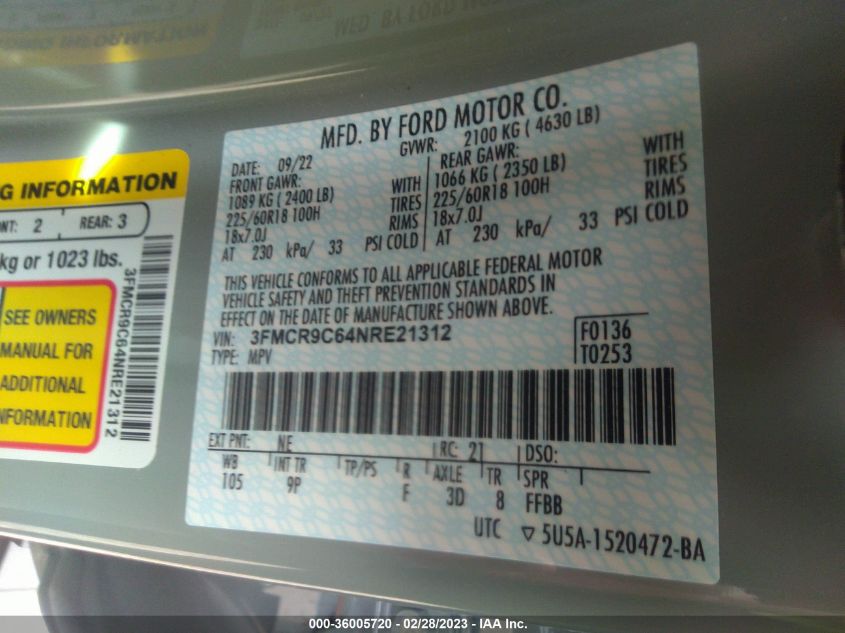 MFD. BY FORD MOTOR CO.
DATE: 09/22 GVWR: 2100 KG ( 4630 LB)
FRONT GAWR: REAR GAWR: WITH
1089 KG ( 2400 LB) WITH 1066 KG ( 2350 LB) TIRES
225/60R18 100H TIRES 225/60R18 100H RIMS
18x7.0J RIMS 18x7.0J
AT 230 kPa/ 33 PSI COLD AT 230 kPa/ 33 PSI COLD
THIS VEHICLE CONFORMS TO ALL APPLICABLE FEDERAL MOTOR
VEHICLE SAFETY AND THEFT PREVENTION STANDARDS IN
EFFECT ON THE DATE OF MANUFACTURE SHOWN ABOVE.
VIN: 3FMCR9C64NRE21312 F0136
TYPE: MPV T0253
EXT PNT: NE RC: 21 DSO:
WB INT TR TP/PS R AXLE TR SPR
105 9P F 3D 8 FFBB
UTC ▽ 5U5A-1520472-BA
G INFORMATION
NT: 2 REAR: 3
kg or 1023 lbs.
SEE OWNERS
MANUAL FOR
ADDITIONAL
INFORMATION
3FMCR9C64NRE21312
000-36005720 — 02/28/2023 — IAA Inc.